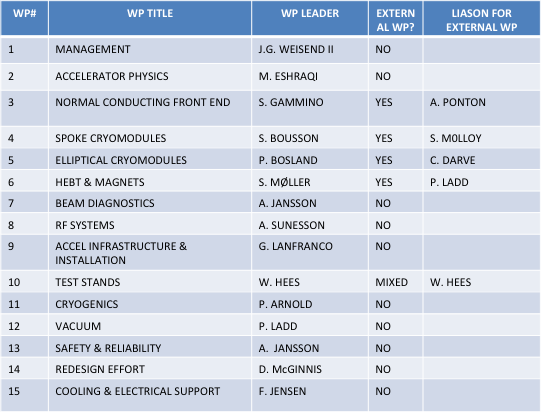 WP# WP TITLE WP LEADER EXTERN LIASON FOR
AL WP? EXTERNAL WP
1 MANAGEMENT J.G. WEISEND II NO
2 ACCELERATOR PHYSICS M. ESHRAQI NO
3 NORMAL CONDUCTING FRONT END S. GAMMINO YES A. PONTON
4 SPOKE CRYOMODULES S. BOUSSON YES S. M0LLOY
5 ELLIPTICAL CRYOMODULES P. BOSLAND YES C. DARVE
6 HEBT & MAGNETS S. MØLLER YES P. LADD
7 BEAM DIAGNOSTICS A. JANSSON NO
8 RF SYSTEMS A. SUNESSON NO
9 ACCEL INFRASTRUCTURE & G. LANFRANCO NO
INSTALLATION
10 TEST STANDS W. HEES MIXED W. HEES
11 CRYOGENICS P. ARNOLD NO
12 VACUUM P. LADD NO
13 SAFETY & RELIABILITY A. JANSSON NO
14 REDESIGN EFFORT D. McGINNIS NO
15 COOLING & ELECTRICAL SUPPORT F. JENSEN NO